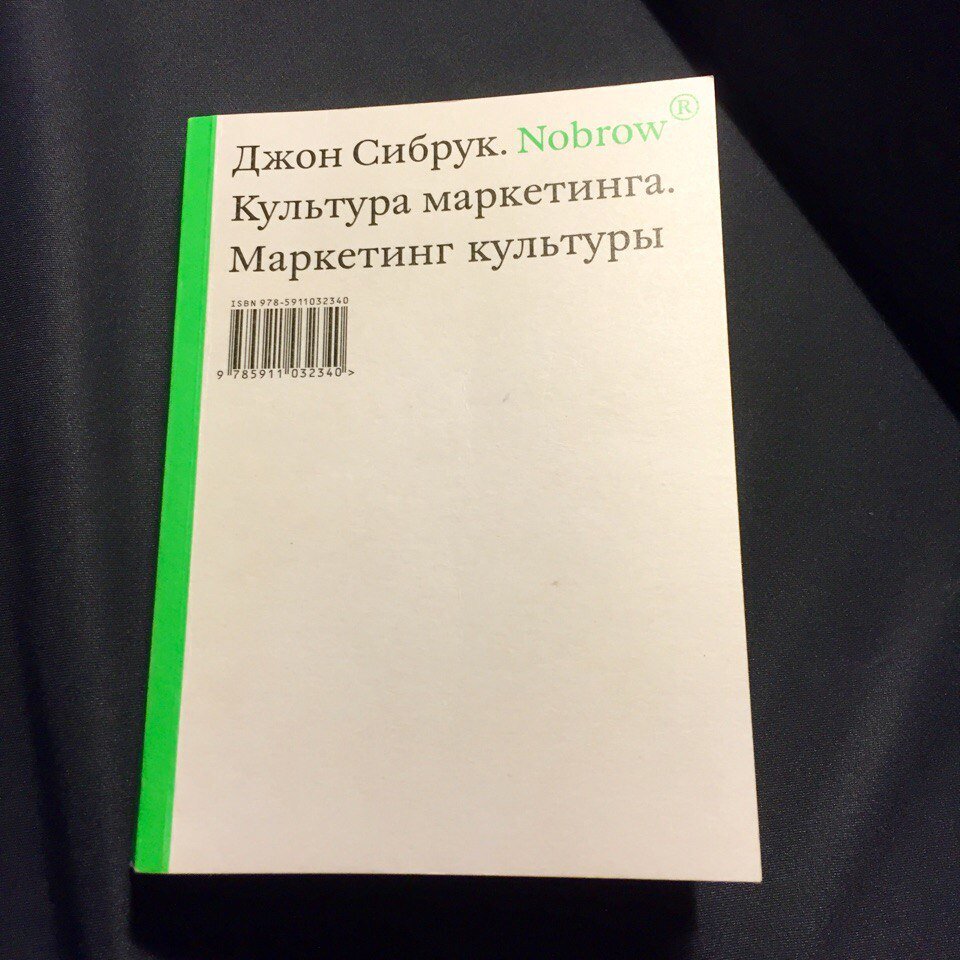 Джон Сибрук. Nobrow®
Культура маркетинга.
Маркетинг культуры
ISBN 978-5911032340
9 785911 032340 >